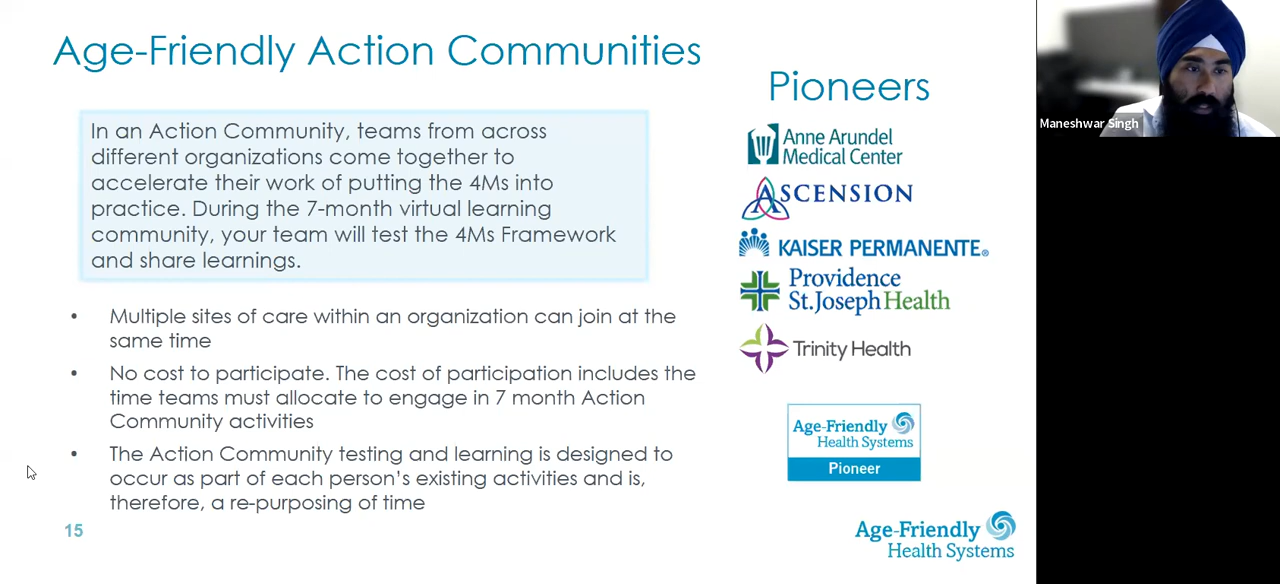 Age-Friendly Action Communities
In an Action Community, teams from across
different organizations come together to
accelerate their work of putting the 4Ms into
practice. During the 7-month virtual learning
community, your team will test the 4Ms Framework
and share learnings.
• Multiple sites of care within an organization can join at the
same time
• No cost to participate. The cost of participation includes the
time teams must allocate to engage in 7 month Action
Community activities
• The Action Community testing and learning is designed to
occur as part of each person’s existing activities and is,
therefore, a re-purposing of time
15
Pioneers
Anne Arundel
Medical Center
ASCENSION
KAISER PERMANENTE®
Providence
St.Joseph Health
Trinity Health
Age-Friendly
Health Systems
Pioneer
Age-Friendly
Health Systems
Maneshwar Singh